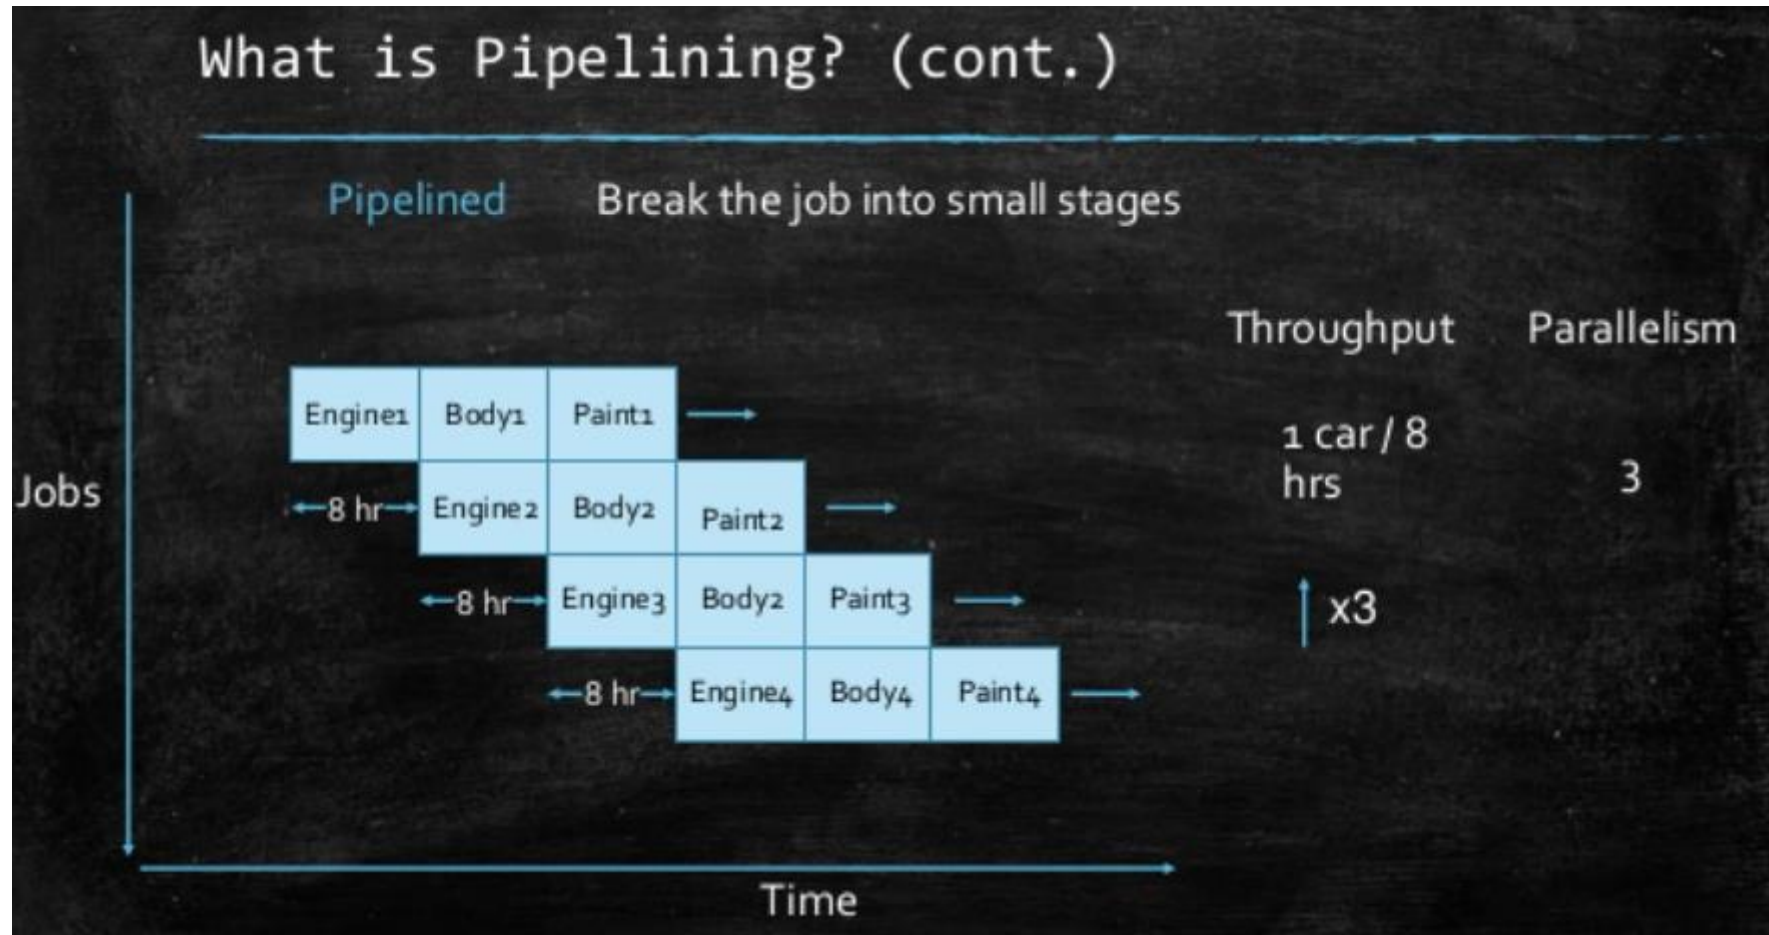 What is Pipelining? (cont.)
Pipelined Break the job into small stages
Throughput Parallelism
Engine1 Body1 Paint1
1 car / 8
hrs
3
Jobs
8 hr Engine2 Body2 Paint2
8 hr Engine3 Body2 Paint3
x3
8 hr Engine4 Body4 Paint4
Time